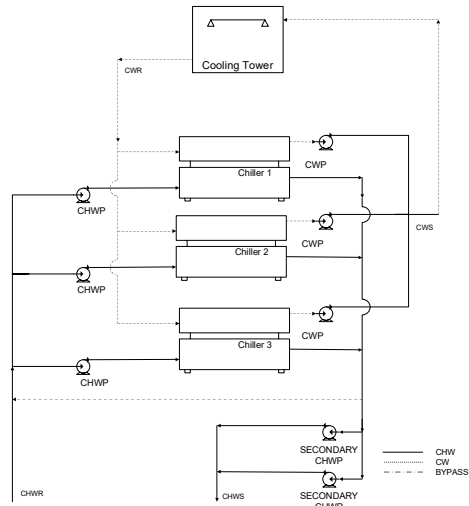 Cooling Tower
CWR
Chiller 1
CHWP
CWP
Chiller 2
CHWP
CWP
CWS
Chiller 3
CHWP
CWP
SECONDARY
CHWP
CHW
CW
BYPASS
CHWR
CHWS
SECONDARY
CHWP